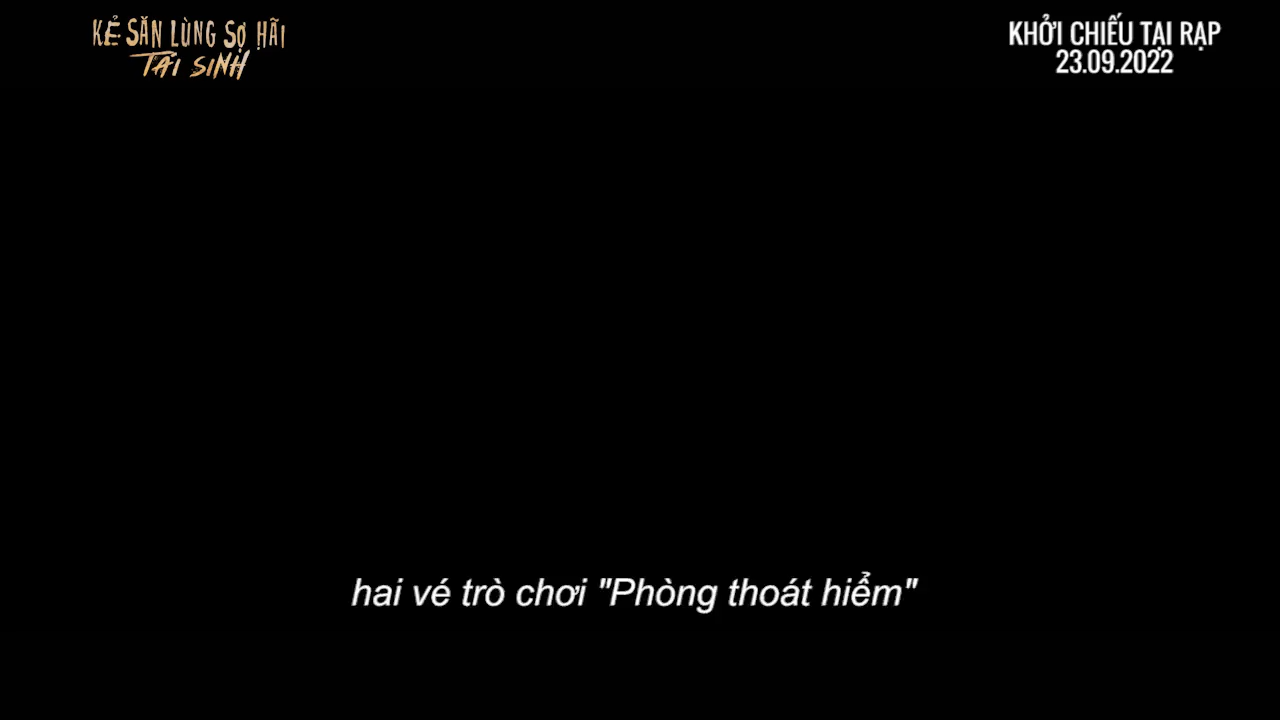 KẺ SĂN LÙNG SỢ HÃI
TÁI SINH
KHỞI CHIẾU TẠI RẠP
23.09.2022
hai vé trò chơi "Phòng thoát hiểm"